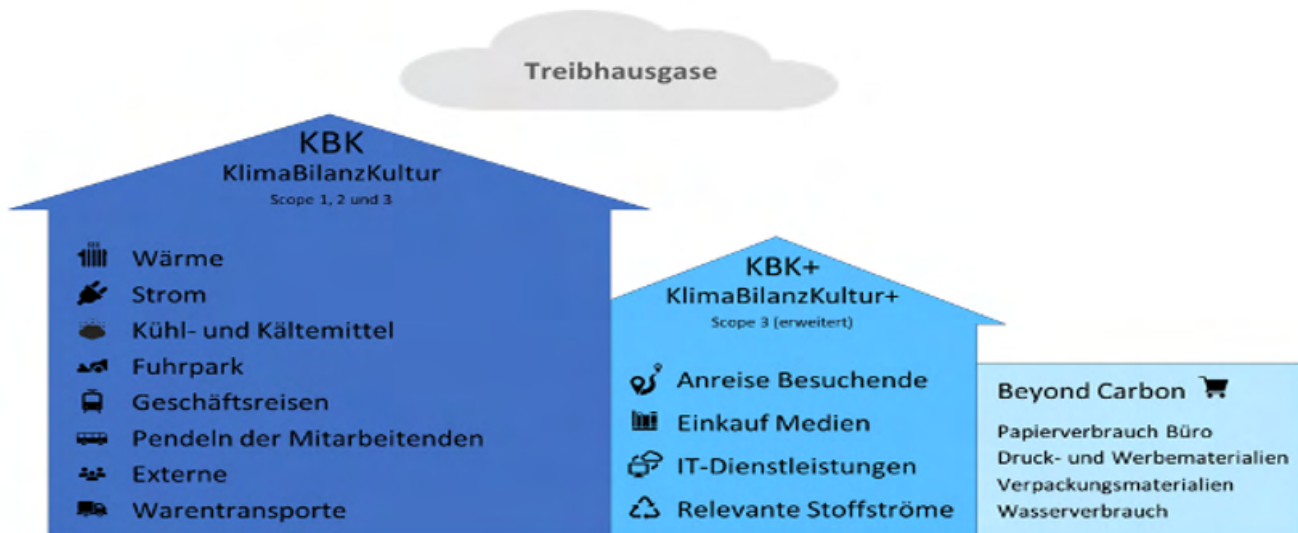 Treibhausgase
KBK
KlimaBilanzKultur
Scope 1, 2 und 3
Wärme
Strom
Kühl- und Kältemittel
Fuhrpark
Geschäftsreisen
Pendeln der Mitarbeitenden
Externe
Warentransporte
KBK+
KlimaBilanzKultur+
Scope 3 (erweitert)
Anreise Besuchende
Einkauf Medien
IT-Dienstleistungen
Relevante Stoffströme
Beyond Carbon
Papierverbrauch Büro
Druck- und Werbematerialien
Verpackungsmaterialien
Wasserverbrauch